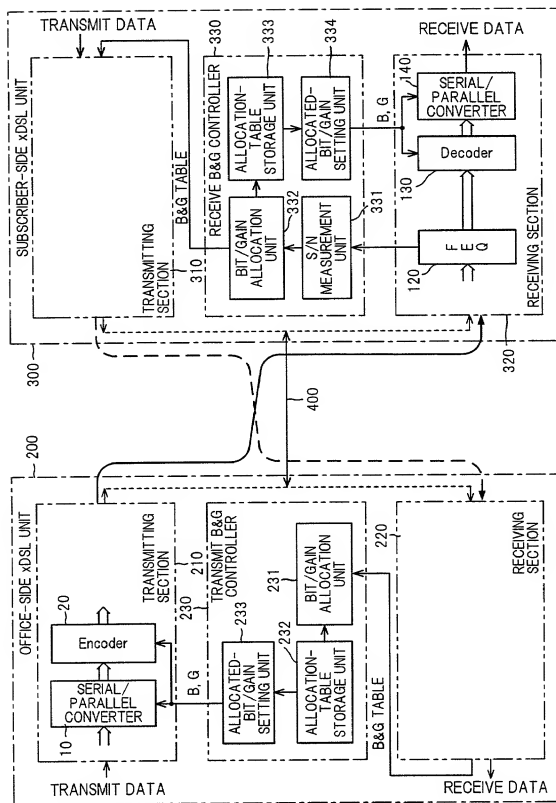 200
OFFICE-SIDE xDSL UNIT
TRANSMIT DATA
10
SERIAL/
PARALLEL
CONVERTER
20
Encoder
TRANSMITTING
SECTION
210
B, G
230
TRANSMIT B&G
CONTROLLER
233
ALLOCATED-
BIT/GAIN
SETTING UNIT
232
ALLOCATION-
TABLE
STORAGE UNIT
231
BIT/GAIN
ALLOCATION
UNIT
B&G TABLE
220
RECEIVING
SECTION
RECEIVE DATA
400
300
SUBSCRIBER-SIDE xDSL UNIT
TRANSMIT DATA
TRANSMITTING
SECTION
310
B&G TABLE
330
RECEIVE B&G CONTROLLER
333
ALLOCATION-
TABLE
STORAGE UNIT
334
ALLOCATED-
BIT/GAIN
SETTING UNIT
BIT/GAIN
ALLOCATION
UNIT
332
S/N
MEASUREMENT
UNIT
331
B, G
RECEIVE DATA
140
SERIAL/
PARALLEL
CONVERTER
Decoder
130
FEQ
120
RECEIVING SECTION
320